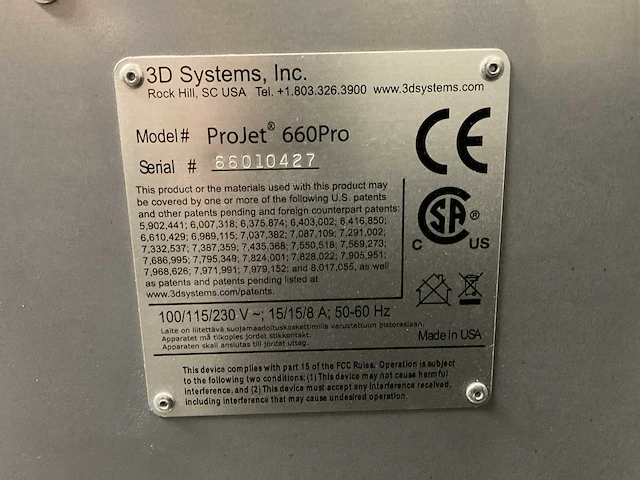 3D Systems, Inc.
Rock Hill, SC USA Tel. +1.803.326.3900 www.3dsystems.com
Model# ProJet® 660Pro
Serial # 66010427
CE
This product or the materials used with this product may
be covered by one or more of the following U.S. patents
and other patents pending and foreign counterpart patents:
5,902,441; 6,007,318; 6,375,874; 6,403,002; 6,416,850;
6,610,429; 6,989,115; 7,037,382; 7,087,109; 7,291,002;
7,332,537; 7,387,359; 7,435,368; 7,550,518; 7,569,273;
7,686,995; 7,795,349; 7,824,001; 7,828,022; 7,905,951;
7,968,626; 7,971,991; 7,979,152; and 8,017,055, as well
as patents and patents pending listed at
www.3dsystems.com/patents.
SA ®
C US
100/115/230 V ~; 15/15/8 A; 50-60 Hz
Laite on liitettävä suojamaadoituskoskettimilla varustettuun pistorasiaan.
Apparatet må tilkoples jordet stikkontakt.
Apparaten skall anslutas till jordat uttag.
Made in USA
This device complies with part 15 of the FCC Rules. Operation is subject
to the following two conditions: (1) This device may not cause harmful
interference, and (2) This device must accept any interference received,
including interference that may cause undesired operation.